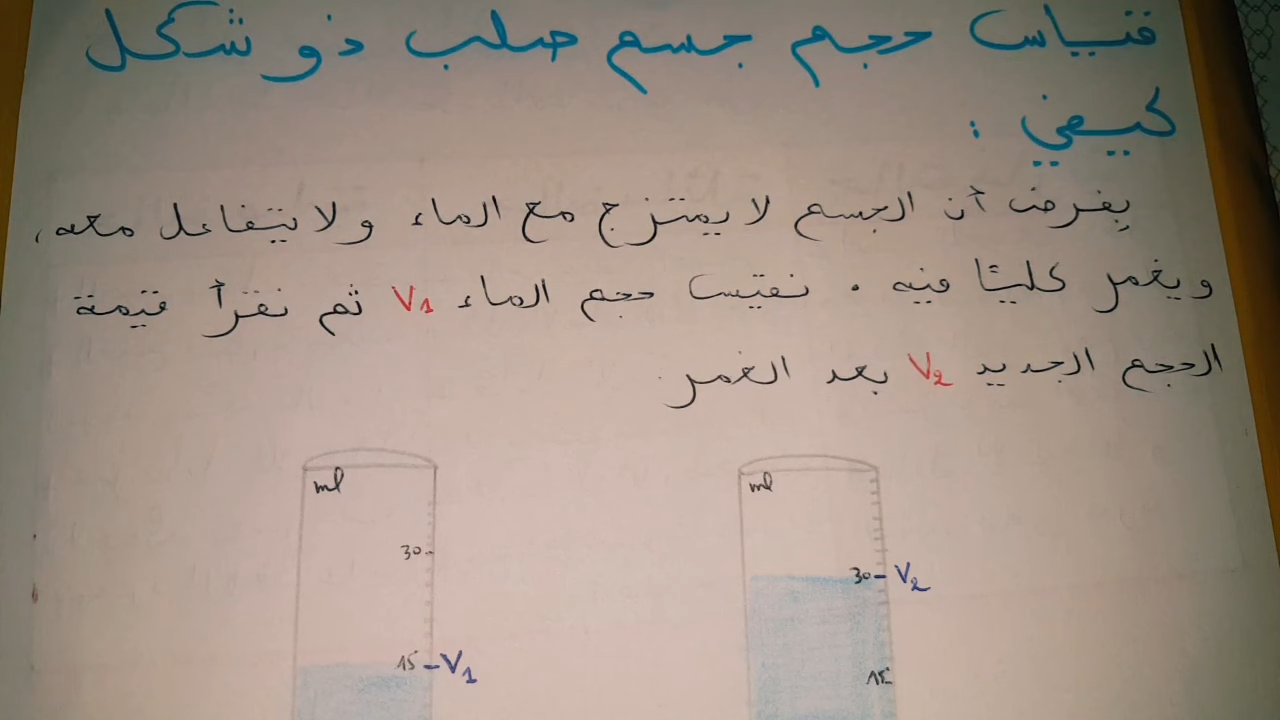 قياس حجم جسم صلب ذو شكل
كيفي :
بفرض أن الجسم لا يمتزج مع الماء ولا يتفاعل معه،
ويغمر كليًا فيه. نقيس حجم الماء V1 ثم نقرأ قيمة
الحجم الجديد V2 بعد الغمر.
ml
ml
30
30 V2
15 V1
15